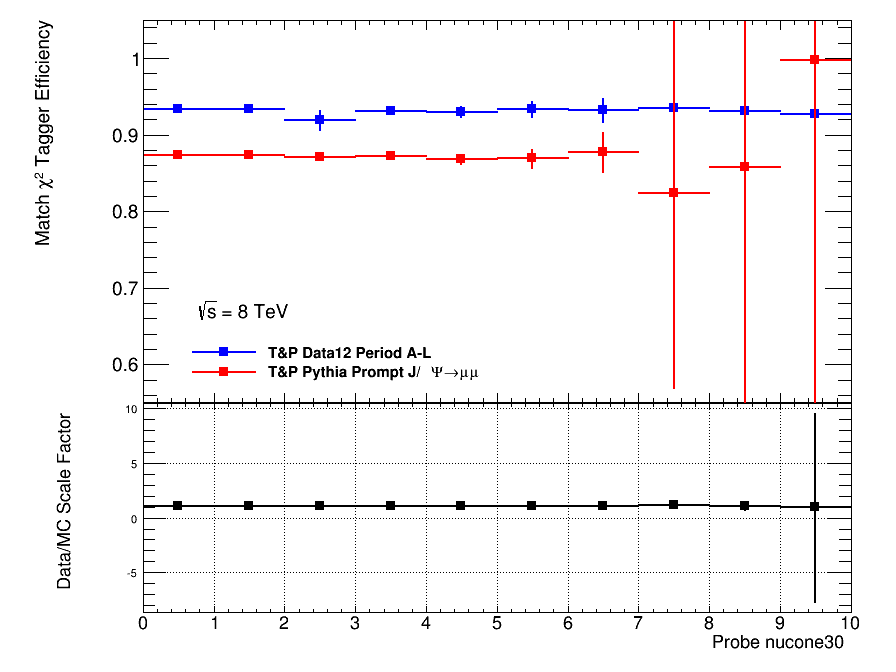 Match χ² Tagger Efficiency
1
0.9
0.8
0.7
0.6
√s = 8 TeV
T&P Data12 Period A-L
T&P Pythia Prompt J/ Ψ→μμ
Data/MC Scale Factor
10
5
0
-5
0 1 2 3 4 5 6 7 8 9 10
Probe nucone30